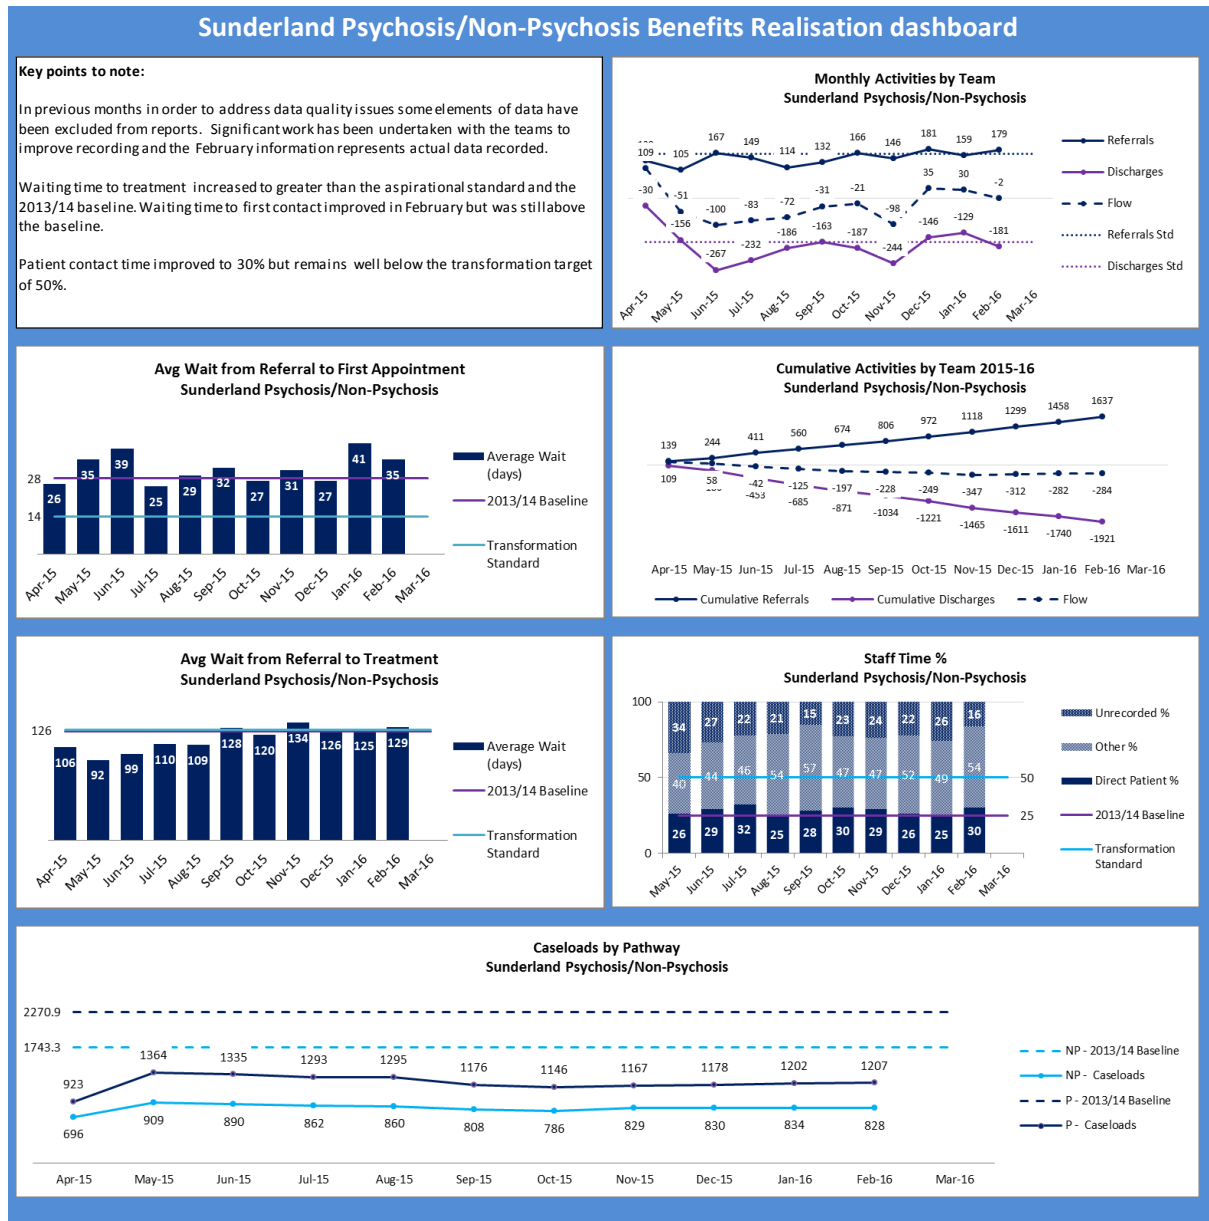 Sunderland Psychosis/Non-Psychosis Benefits Realisation dashboard
Key points to note:
In previous months in order to address data quality issues some elements of data have
been excluded from reports. Significant work has been undertaken with the teams to
improve recording and the February information represents actual data recorded.
Waiting time to treatment increased to greater than the aspirational standard and the
2013/14 baseline. Waiting time to first contact improved in February but was still above
the baseline.
Patient contact time improved to 30% but remains well below the transformation target
of 50%.
Monthly Activities by Team
Sunderland Psychosis/Non-Psychosis
109 105 167 149 114 132 166 146 181 159 179
-30 -51 -100 -83 -72 -31 -21 -98 35 30 -2
-156 -267 -232 -186 -163 -187 -244 -146 -129 -181
Apr-15 May-15 Jun-15 Jul-15 Aug-15 Sep-15 Oct-15 Nov-15 Dec-15 Jan-16 Feb-16 Mar-16
Referrals
Discharges
Flow
Referrals Std
Discharges Std
Avg Wait from Referral to First Appointment
Sunderland Psychosis/Non-Psychosis
28
14
26 35 39 25 29 32 27 31 27 41 35
Apr-15 May-15 Jun-15 Jul-15 Aug-15 Sep-15 Oct-15 Nov-15 Dec-15 Jan-16 Feb-16 Mar-16
Average Wait
(days)
2013/14 Baseline
Transformation
Standard
Cumulative Activities by Team 2015-16
Sunderland Psychosis/Non-Psychosis
139 244 411 560 674 806 972 1118 1299 1458 1637
109 58 -42 -125 -197 -228 -249 -347 -312 -282 -284
-453 -685 -871 -1034 -1221 -1465 -1611 -1740 -1921
Apr-15 May-15 Jun-15 Jul-15 Aug-15 Sep-15 Oct-15 Nov-15 Dec-15 Jan-16 Feb-16 Mar-16
Cumulative Referrals Cumulative Discharges Flow
Avg Wait from Referral to Treatment
Sunderland Psychosis/Non-Psychosis
126
106 92 99 110 109 128 120 134 126 125 129
Apr-15 May-15 Jun-15 Jul-15 Aug-15 Sep-15 Oct-15 Nov-15 Dec-15 Jan-16 Feb-16 Mar-16
Average Wait
(days)
2013/14 Baseline
Transformation
Standard
Staff Time %
Sunderland Psychosis/Non-Psychosis
100
50
0
34 27 22 21 15 23 24 22 26 16
40 44 46 54 57 47 47 52 49 54
26 29 32 25 28 30 29 26 25 30
50
25
May-15 Jun-15 Jul-15 Aug-15 Sep-15 Oct-15 Nov-15 Dec-15 Jan-16 Feb-16 Mar-16
Unrecorded %
Other %
Direct Patient %
2013/14 Baseline
Transformation
Standard
Caseloads by Pathway
Sunderland Psychosis/Non-Psychosis
2270.9
1743.3
923 1364 1335 1293 1295 1176 1146 1167 1178 1202 1207
696 909 890 862 860 808 786 829 830 834 828
Apr-15 May-15 Jun-15 Jul-15 Aug-15 Sep-15 Oct-15 Nov-15 Dec-15 Jan-16 Feb-16 Mar-16
NP - 2013/14 Baseline
NP - Caseloads
P - 2013/14 Baseline
P - Caseloads